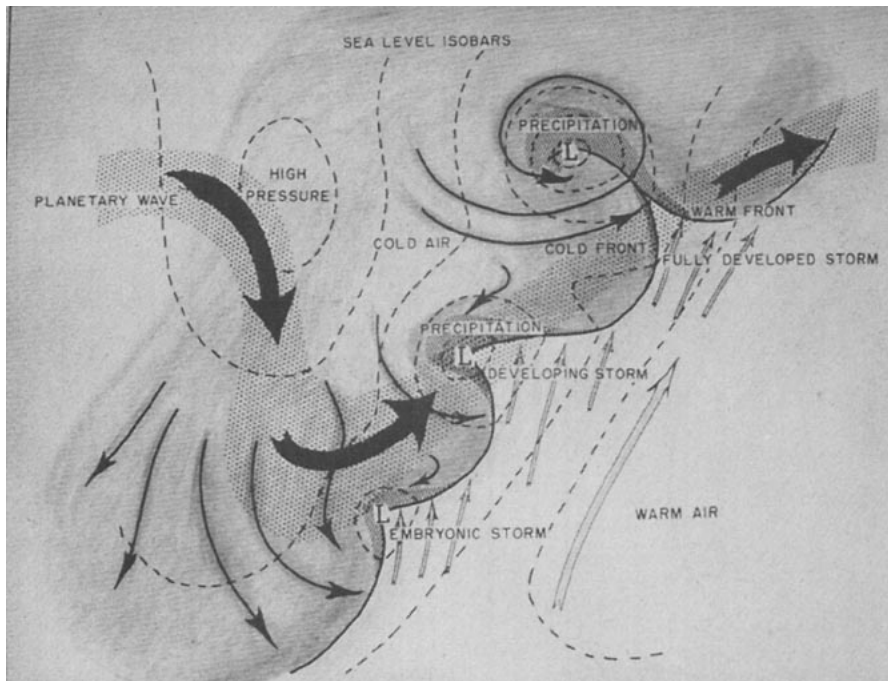 SEA LEVEL ISOBARS
PRECIPITATION
L
HIGH
PRESSURE
PLANETARY WAVE
WARM FRONT
COLD AIR
COLD FRONT
FULLY DEVELOPED STORM
PRECIPITATION
L
DEVELOPING STORM
L
WARM AIR
EMBRYONIC STORM